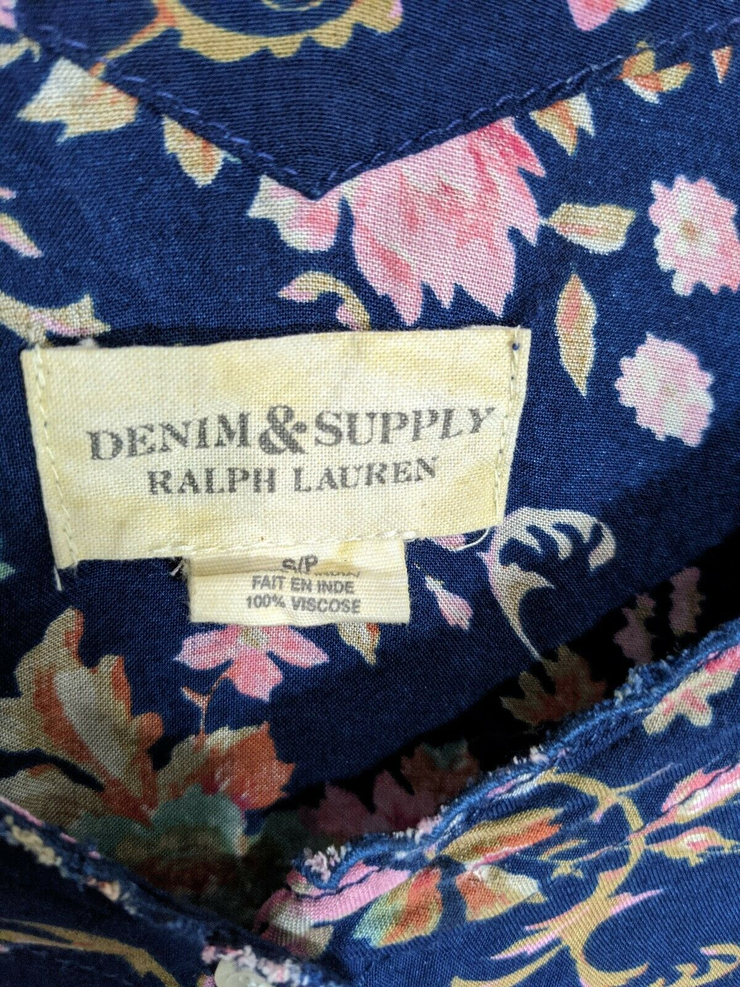 DENIM & SUPPLY
RALPH LAUREN
S/P
FAIT EN INDE
100% VISCOSE